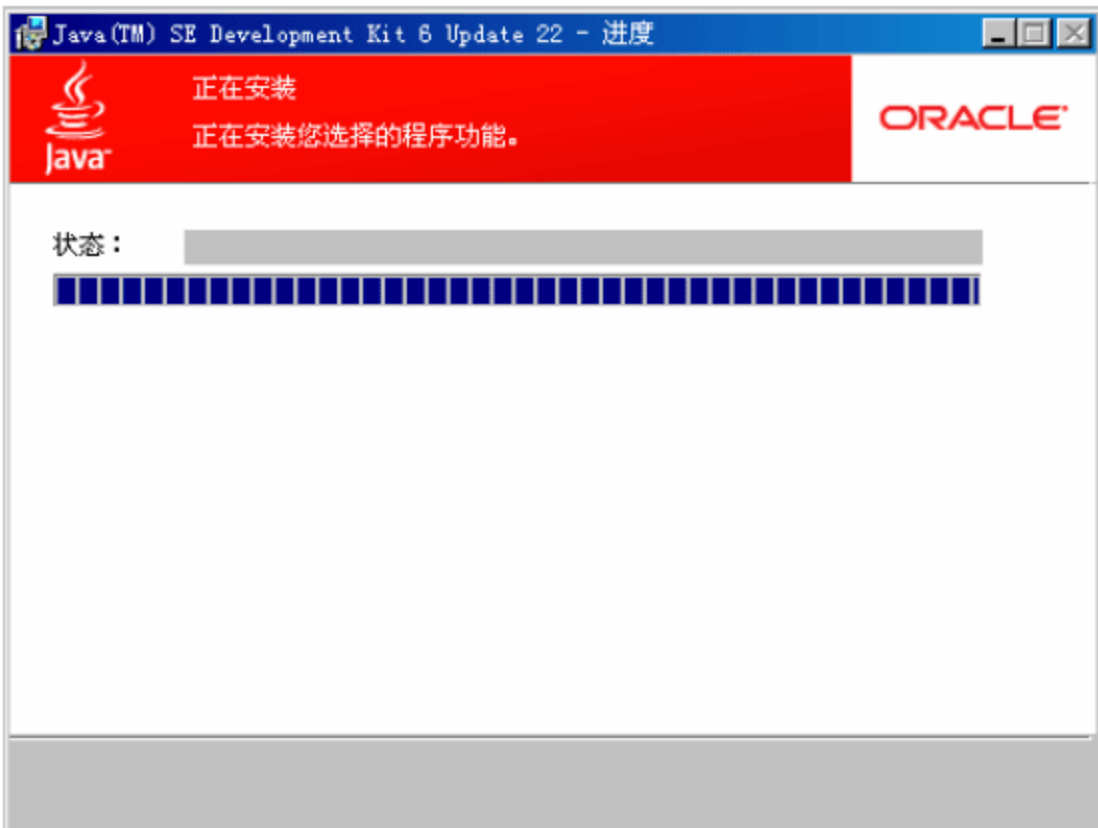 Java(TM) SE Development Kit 6 Update 22 - 进度
正在安装
正在安装您选择的程序功能。
Java™
ORACLE®
状态：